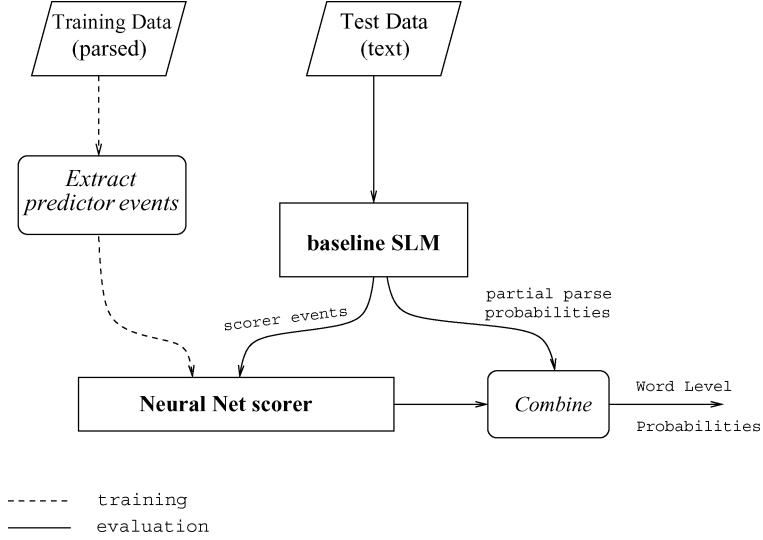 Training Data
(parsed)
Test Data
(text)
Extract
predictor events
baseline SLM
scorer events
partial parse
probabilities
Neural Net scorer
Combine
Word Level
Probabilities
training
evaluation